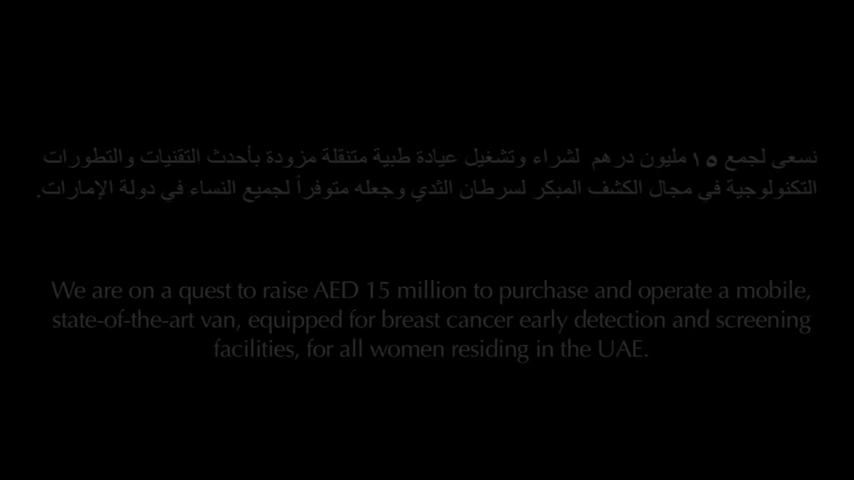 نسعى لجمع ١٥ مليون درهم لشراء وتشغيل عيادة طبية متنقلة مزودة بأحدث التقنيات والتطورات
التكنولوجية في مجال الكشف المبكر لسرطان الثدي وجعله متوفراً لجميع النساء في دولة الإمارات.
We are on a quest to raise AED 15 million to purchase and operate a mobile,
state-of-the-art van, equipped for breast cancer early detection and screening
facilities, for all women residing in the UAE.